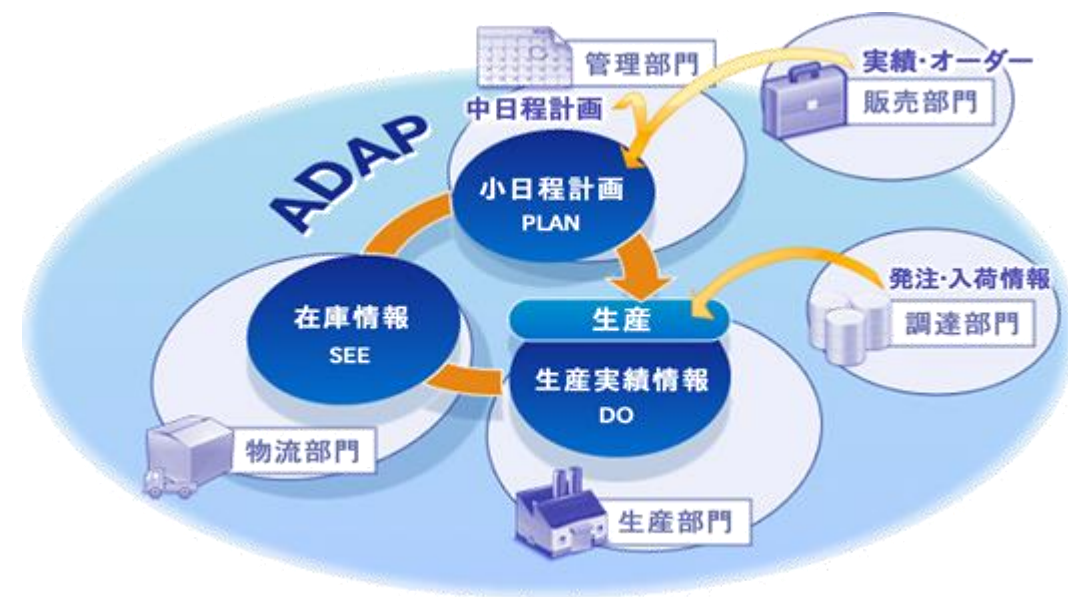 管理部門
実績・オーダー
販売部門
中日程計画
ADAP
小日程計画
PLAN
発注・入荷情報
調達部門
在庫情報
SEE
生産
生産実績情報
DO
物流部門
生産部門